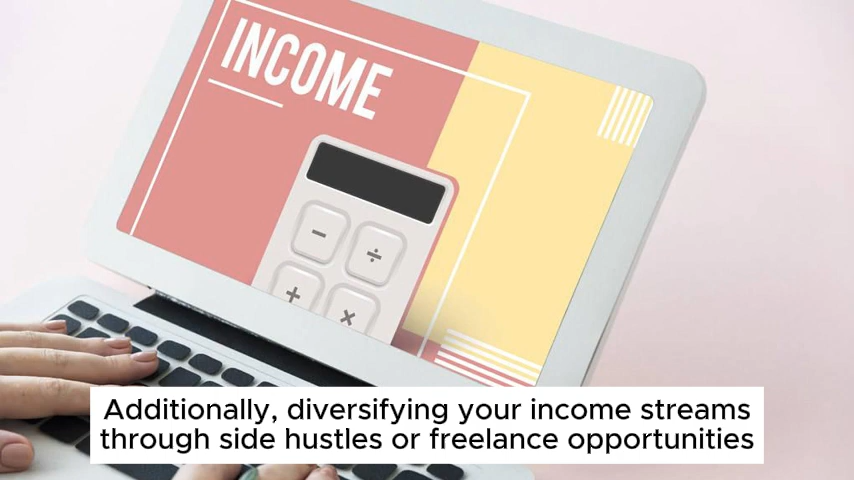 INCOME
−
÷
+
×
Additionally, diversifying your income streams
through side hustles or freelance opportunities